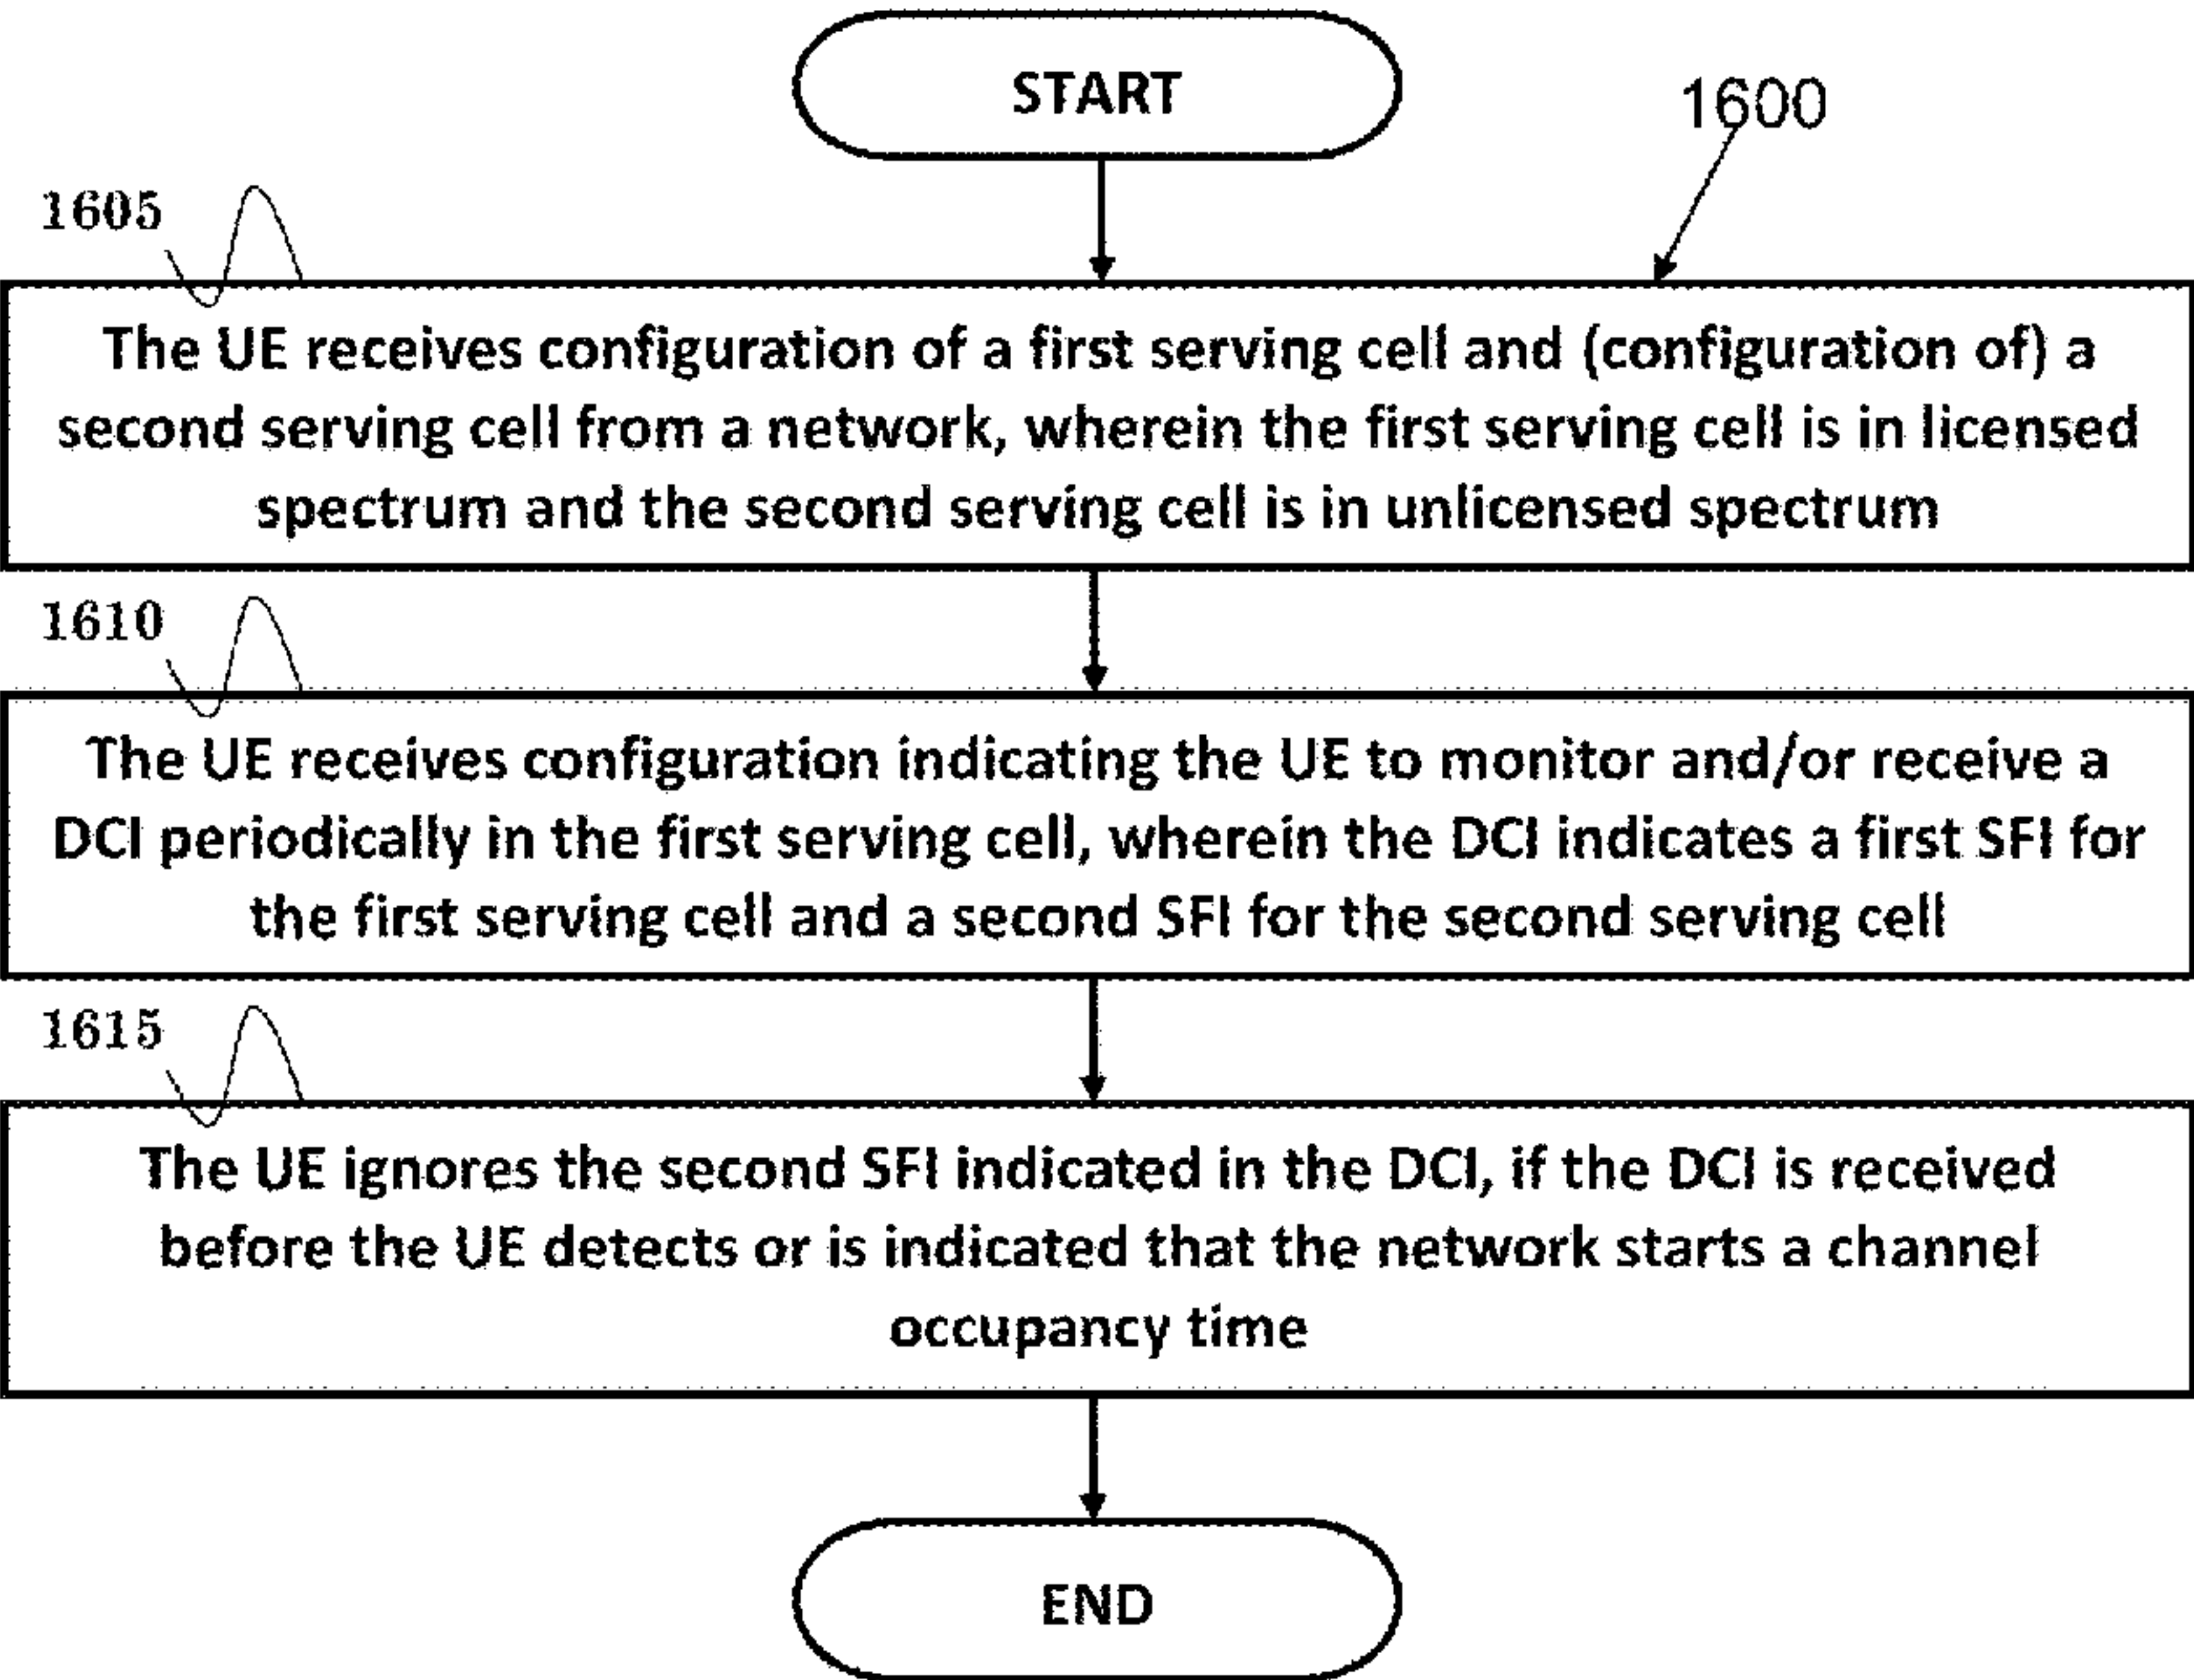 START
1600
1605
The UE receives configuration of a first serving cell and (configuration of) a
second serving cell from a network, wherein the first serving cell is in licensed
spectrum and the second serving cell is in unlicensed spectrum
1610
The UE receives configuration indicating the UE to monitor and/or receive a
DCI periodically in the first serving cell, wherein the DCI indicates a first SFI for
the first serving cell and a second SFI for the second serving cell
1615
The UE ignores the second SFI indicated in the DCI, if the DCI is received
before the UE detects or is indicated that the network starts a channel
occupancy time
END